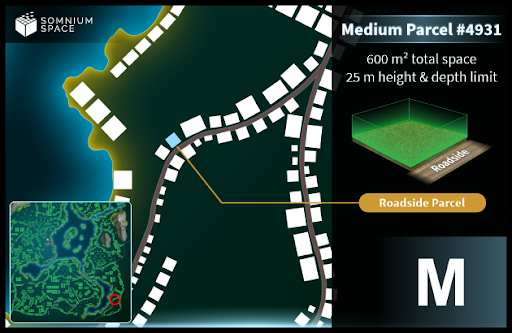 SOMNIUM
SPACE
Medium Parcel #4931
600 m² total space
25 m height & depth limit
Roadside
Roadside Parcel
M